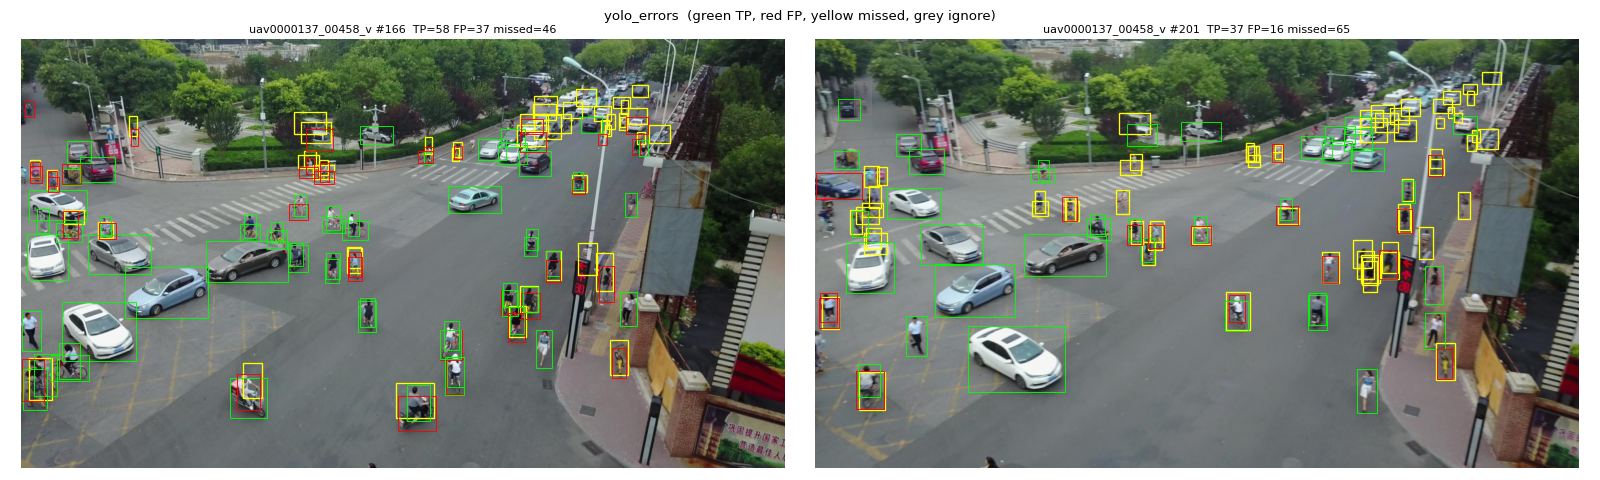 yolo_errors (green TP, red FP, yellow missed, grey ignore)
uav0000137_00458_v #166 TP=58 FP=37 missed=46
uav0000137_00458_v #201 TP=37 FP=16 missed=65